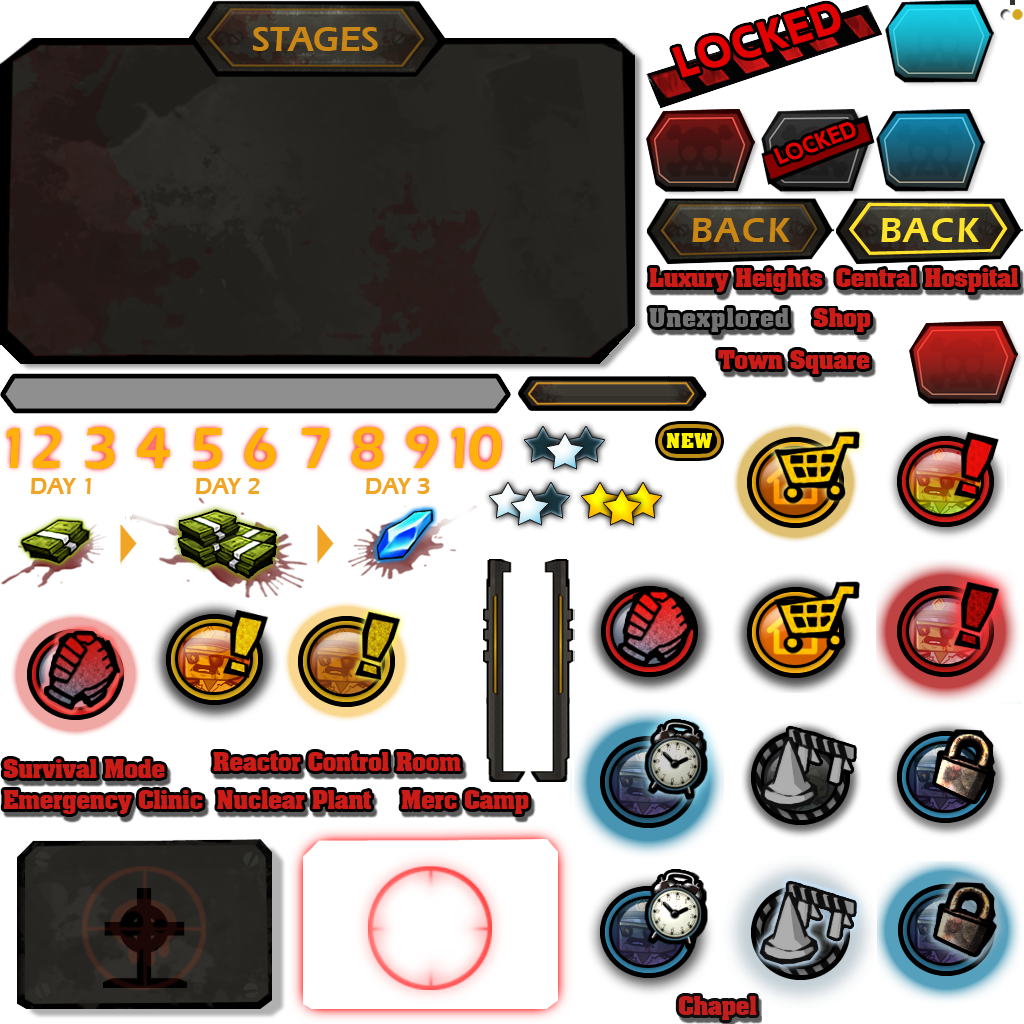 STAGES
LOCKED
LOCKED
BACK
BACK
Luxury Heights
Central Hospital
Unexplored
Shop
Town Square
1 2 3 4 5 6 7 8 9 10
NEW
DAY 1
DAY 2
DAY 3
Survival Mode
Reactor Control Room
Emergency Clinic
Nuclear Plant
Merc Camp
Chapel